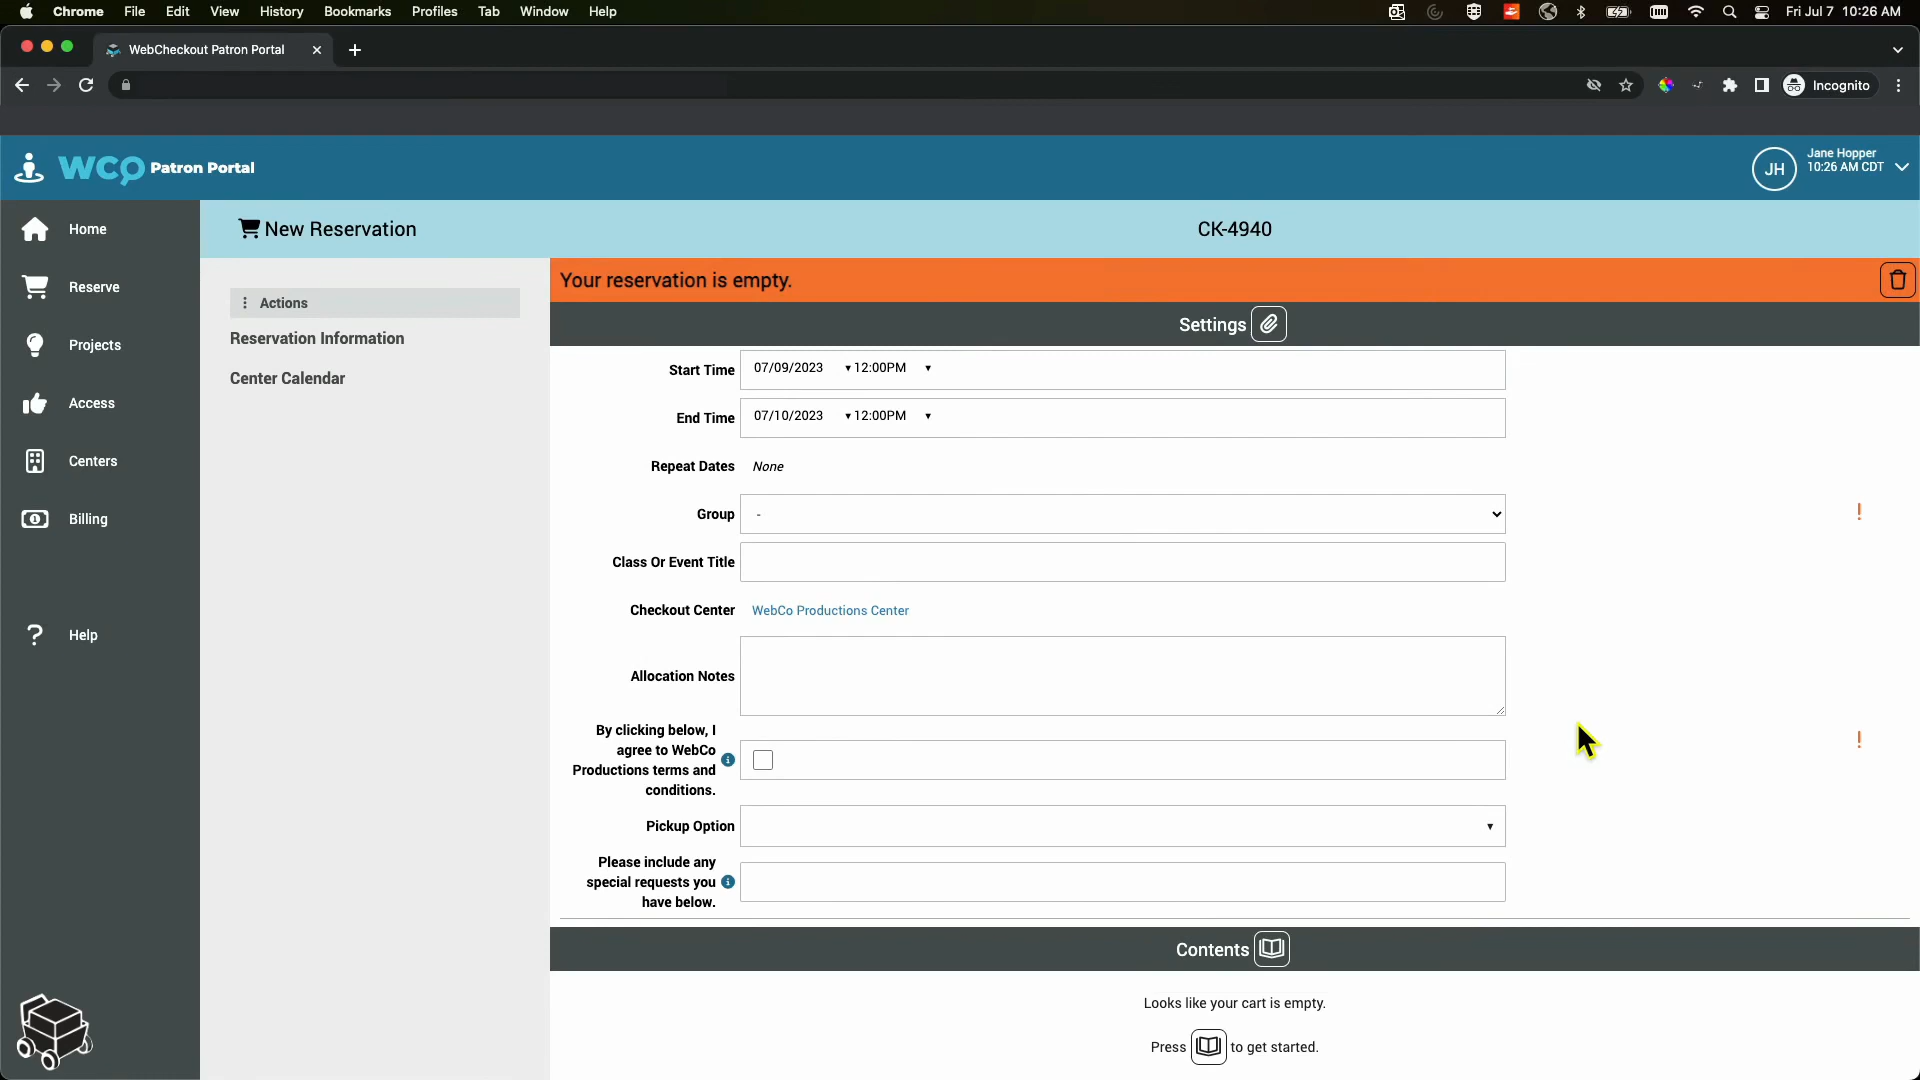 Chrome File Edit View History Bookmarks Profiles Tab Window Help Fri Jul 7 10:26 AM
WebCheckout Patron Portal
Incognito
WCO Patron Portal
JH
Jane Hopper
10:26 AM CDT
Home
Reserve
Projects
Access
Centers
Billing
? Help
New Reservation
CK-4940
Actions
Reservation Information
Center Calendar
Your reservation is empty.
Settings
Start Time 07/09/2023 12:00PM
End Time 07/10/2023 12:00PM
Repeat Dates None
Group - !
Class Or Event Title
Checkout Center WebCo Productions Center
Allocation Notes
By clicking below, I
agree to WebCo
Productions terms and
conditions.
!
Pickup Option
Please include any
special requests you
have below.
Contents
Looks like your cart is empty.
Press to get started.